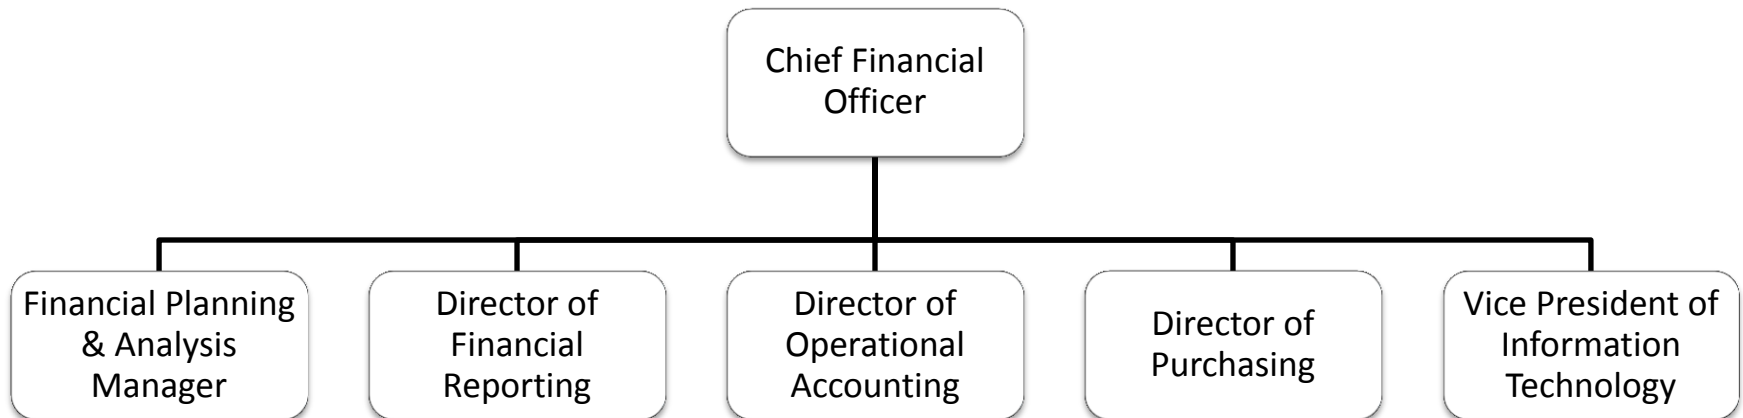 Chief Financial
Officer
Financial Planning
& Analysis
Manager
Director of
Financial
Reporting
Director of
Operational
Accounting
Director of
Purchasing
Vice President of
Information
Technology